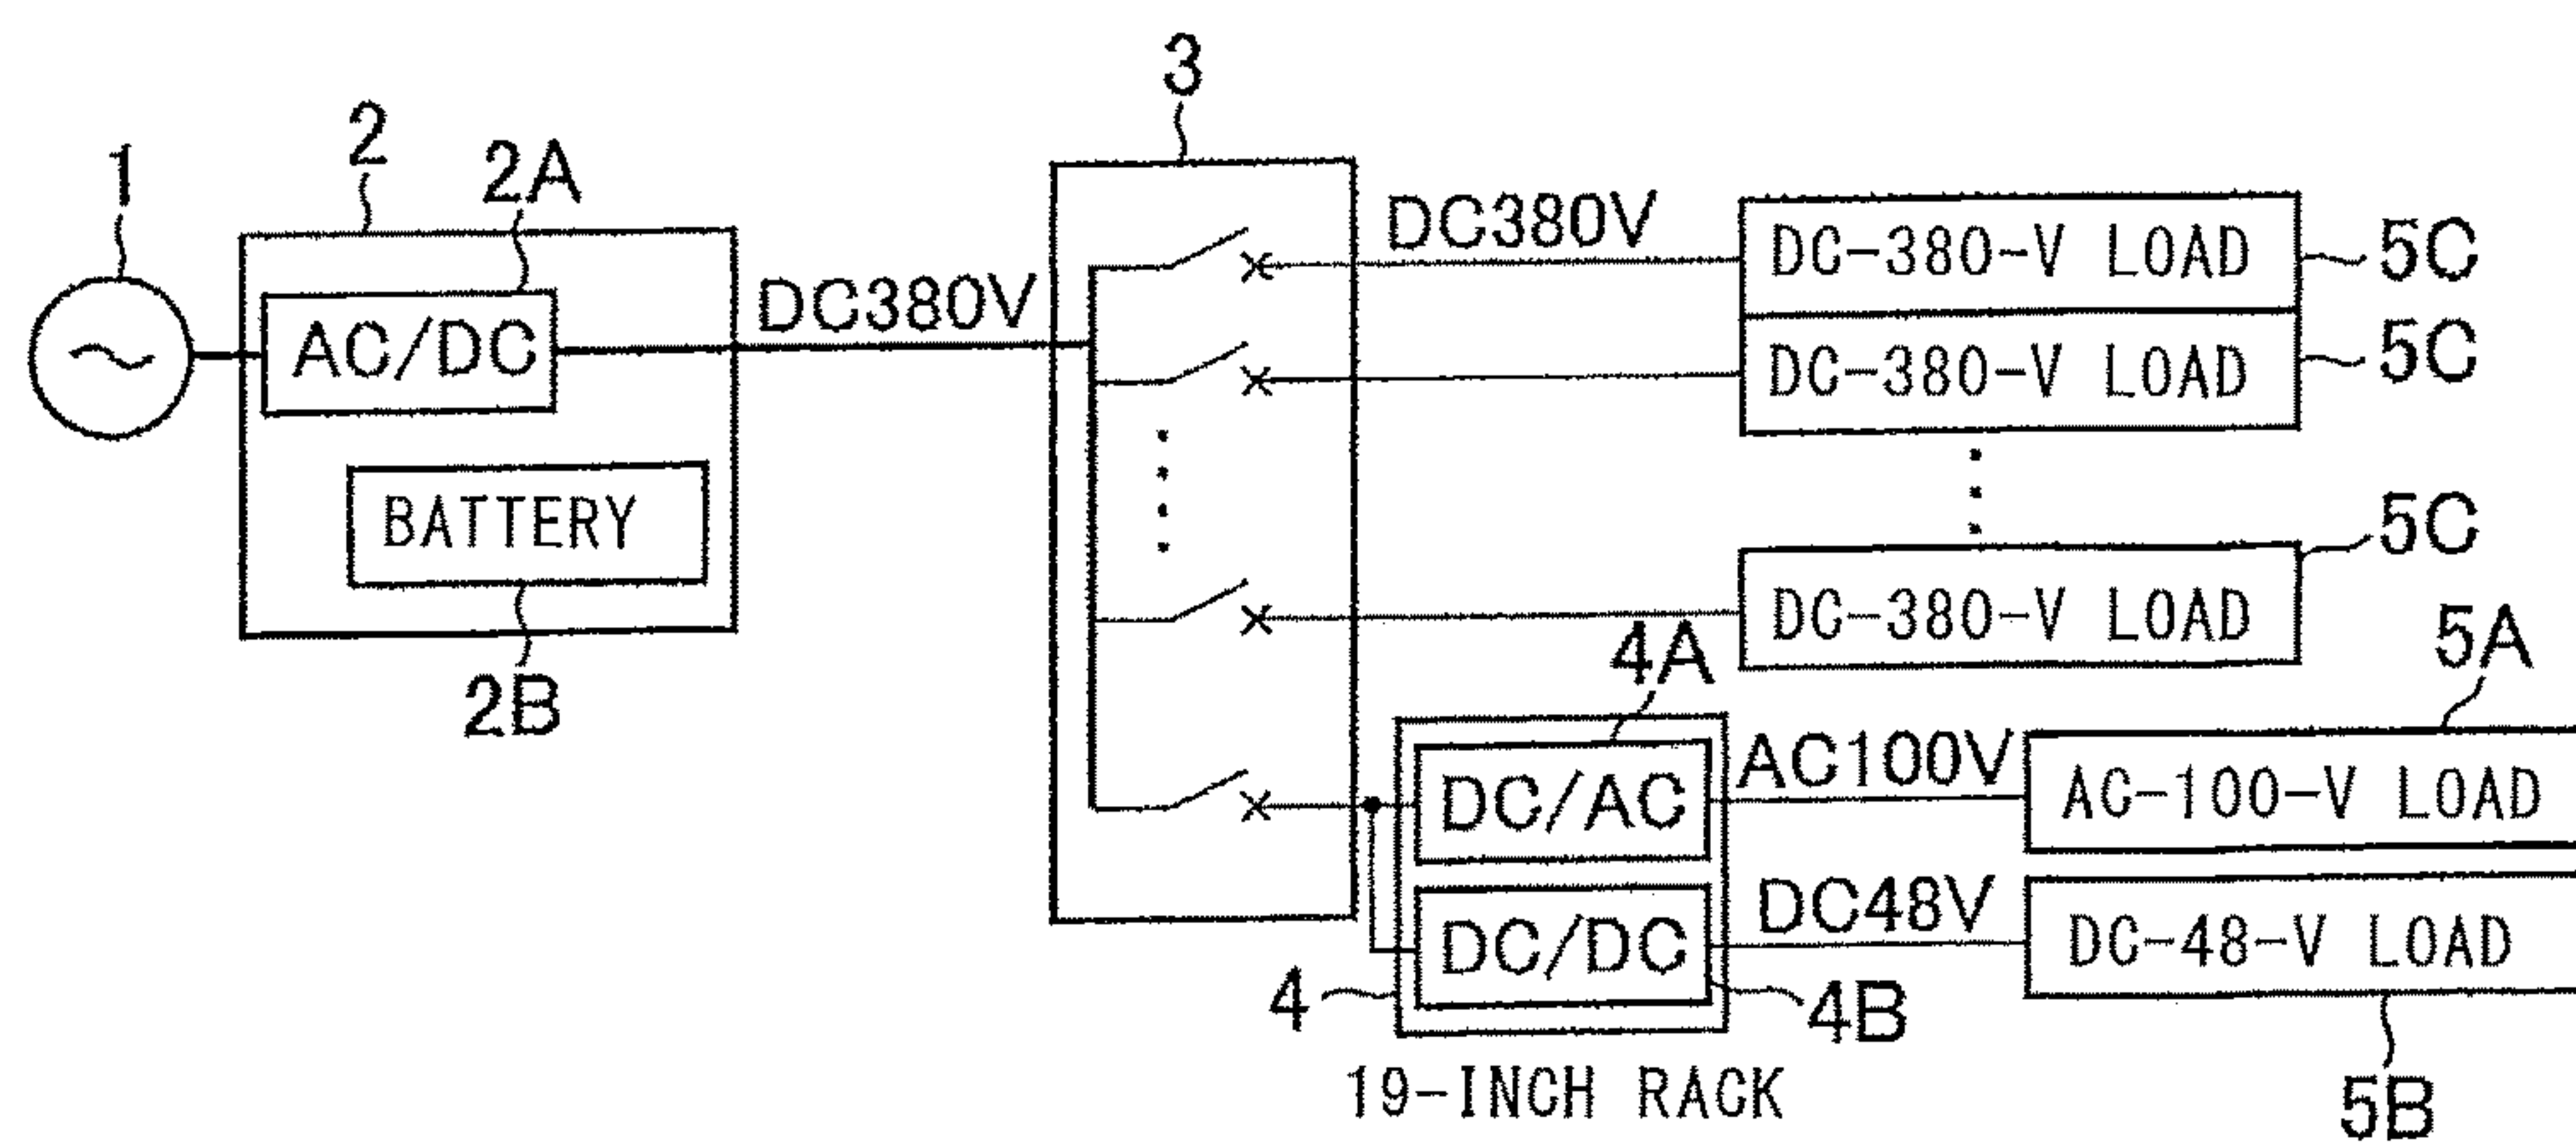 3
2
1
2A
DC380V
DC-380-V LOAD
5C
AC/DC
DC380V
DC-380-V LOAD
5C
BATTERY
5C
DC-380-V LOAD
2B
4A
5A
DC/AC
AC100V
AC-100-V LOAD
DC/DC
DC48V
DC-48-V LOAD
4
4B
19-INCH RACK
5B